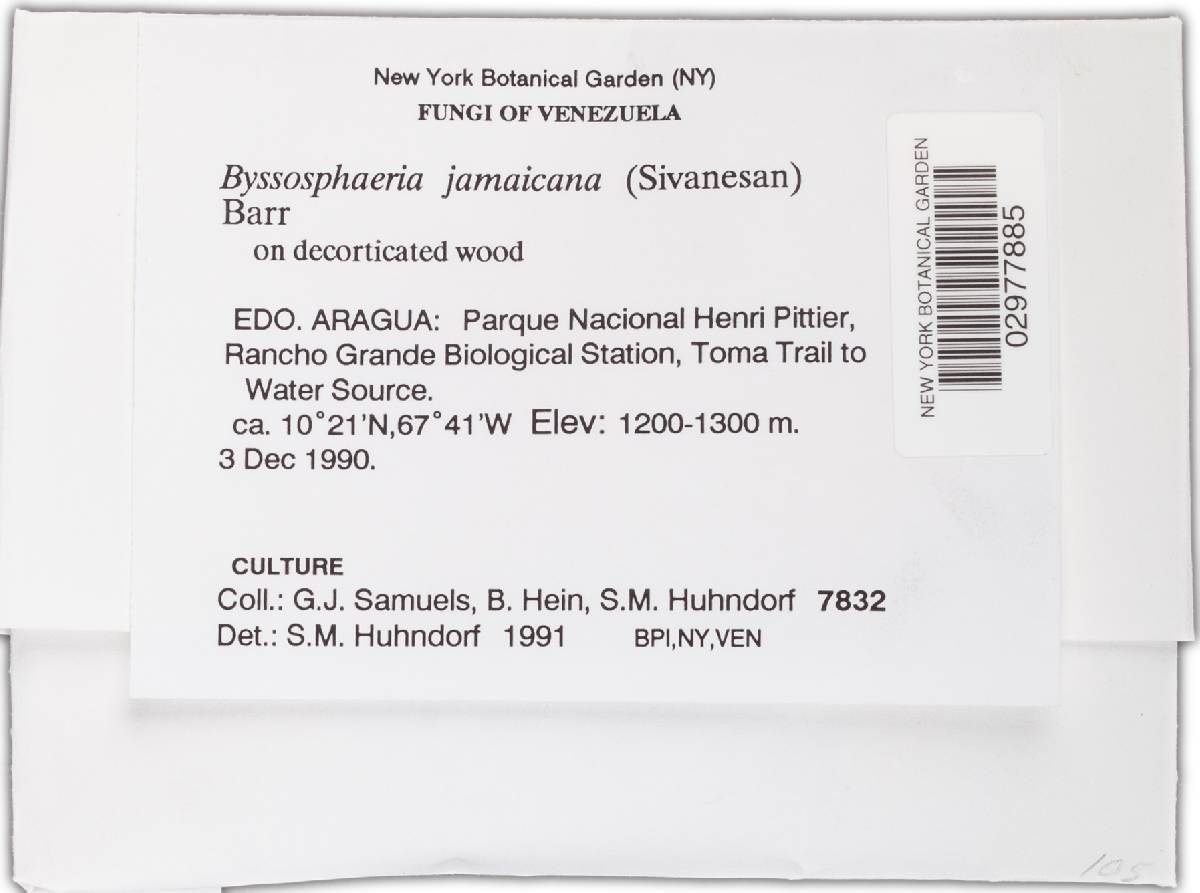 New York Botanical Garden (NY)
FUNGI OF VENEZUELA
Byssosphaeria jamaicana (Sivanesan)
Barr
on decorticated wood
EDO. ARAGUA: Parque Nacional Henri Pittier,
Rancho Grande Biological Station, Toma Trail to
Water Source.
ca. 10°21'N,67°41'W Elev: 1200-1300 m.
3 Dec 1990.
CULTURE
Coll.: G.J. Samuels, B. Hein, S.M. Huhndorf 7832
Det.: S.M. Huhndorf 1991 BPI,NY,VEN
NEW YORK BOTANICAL GARDEN
02977885
105